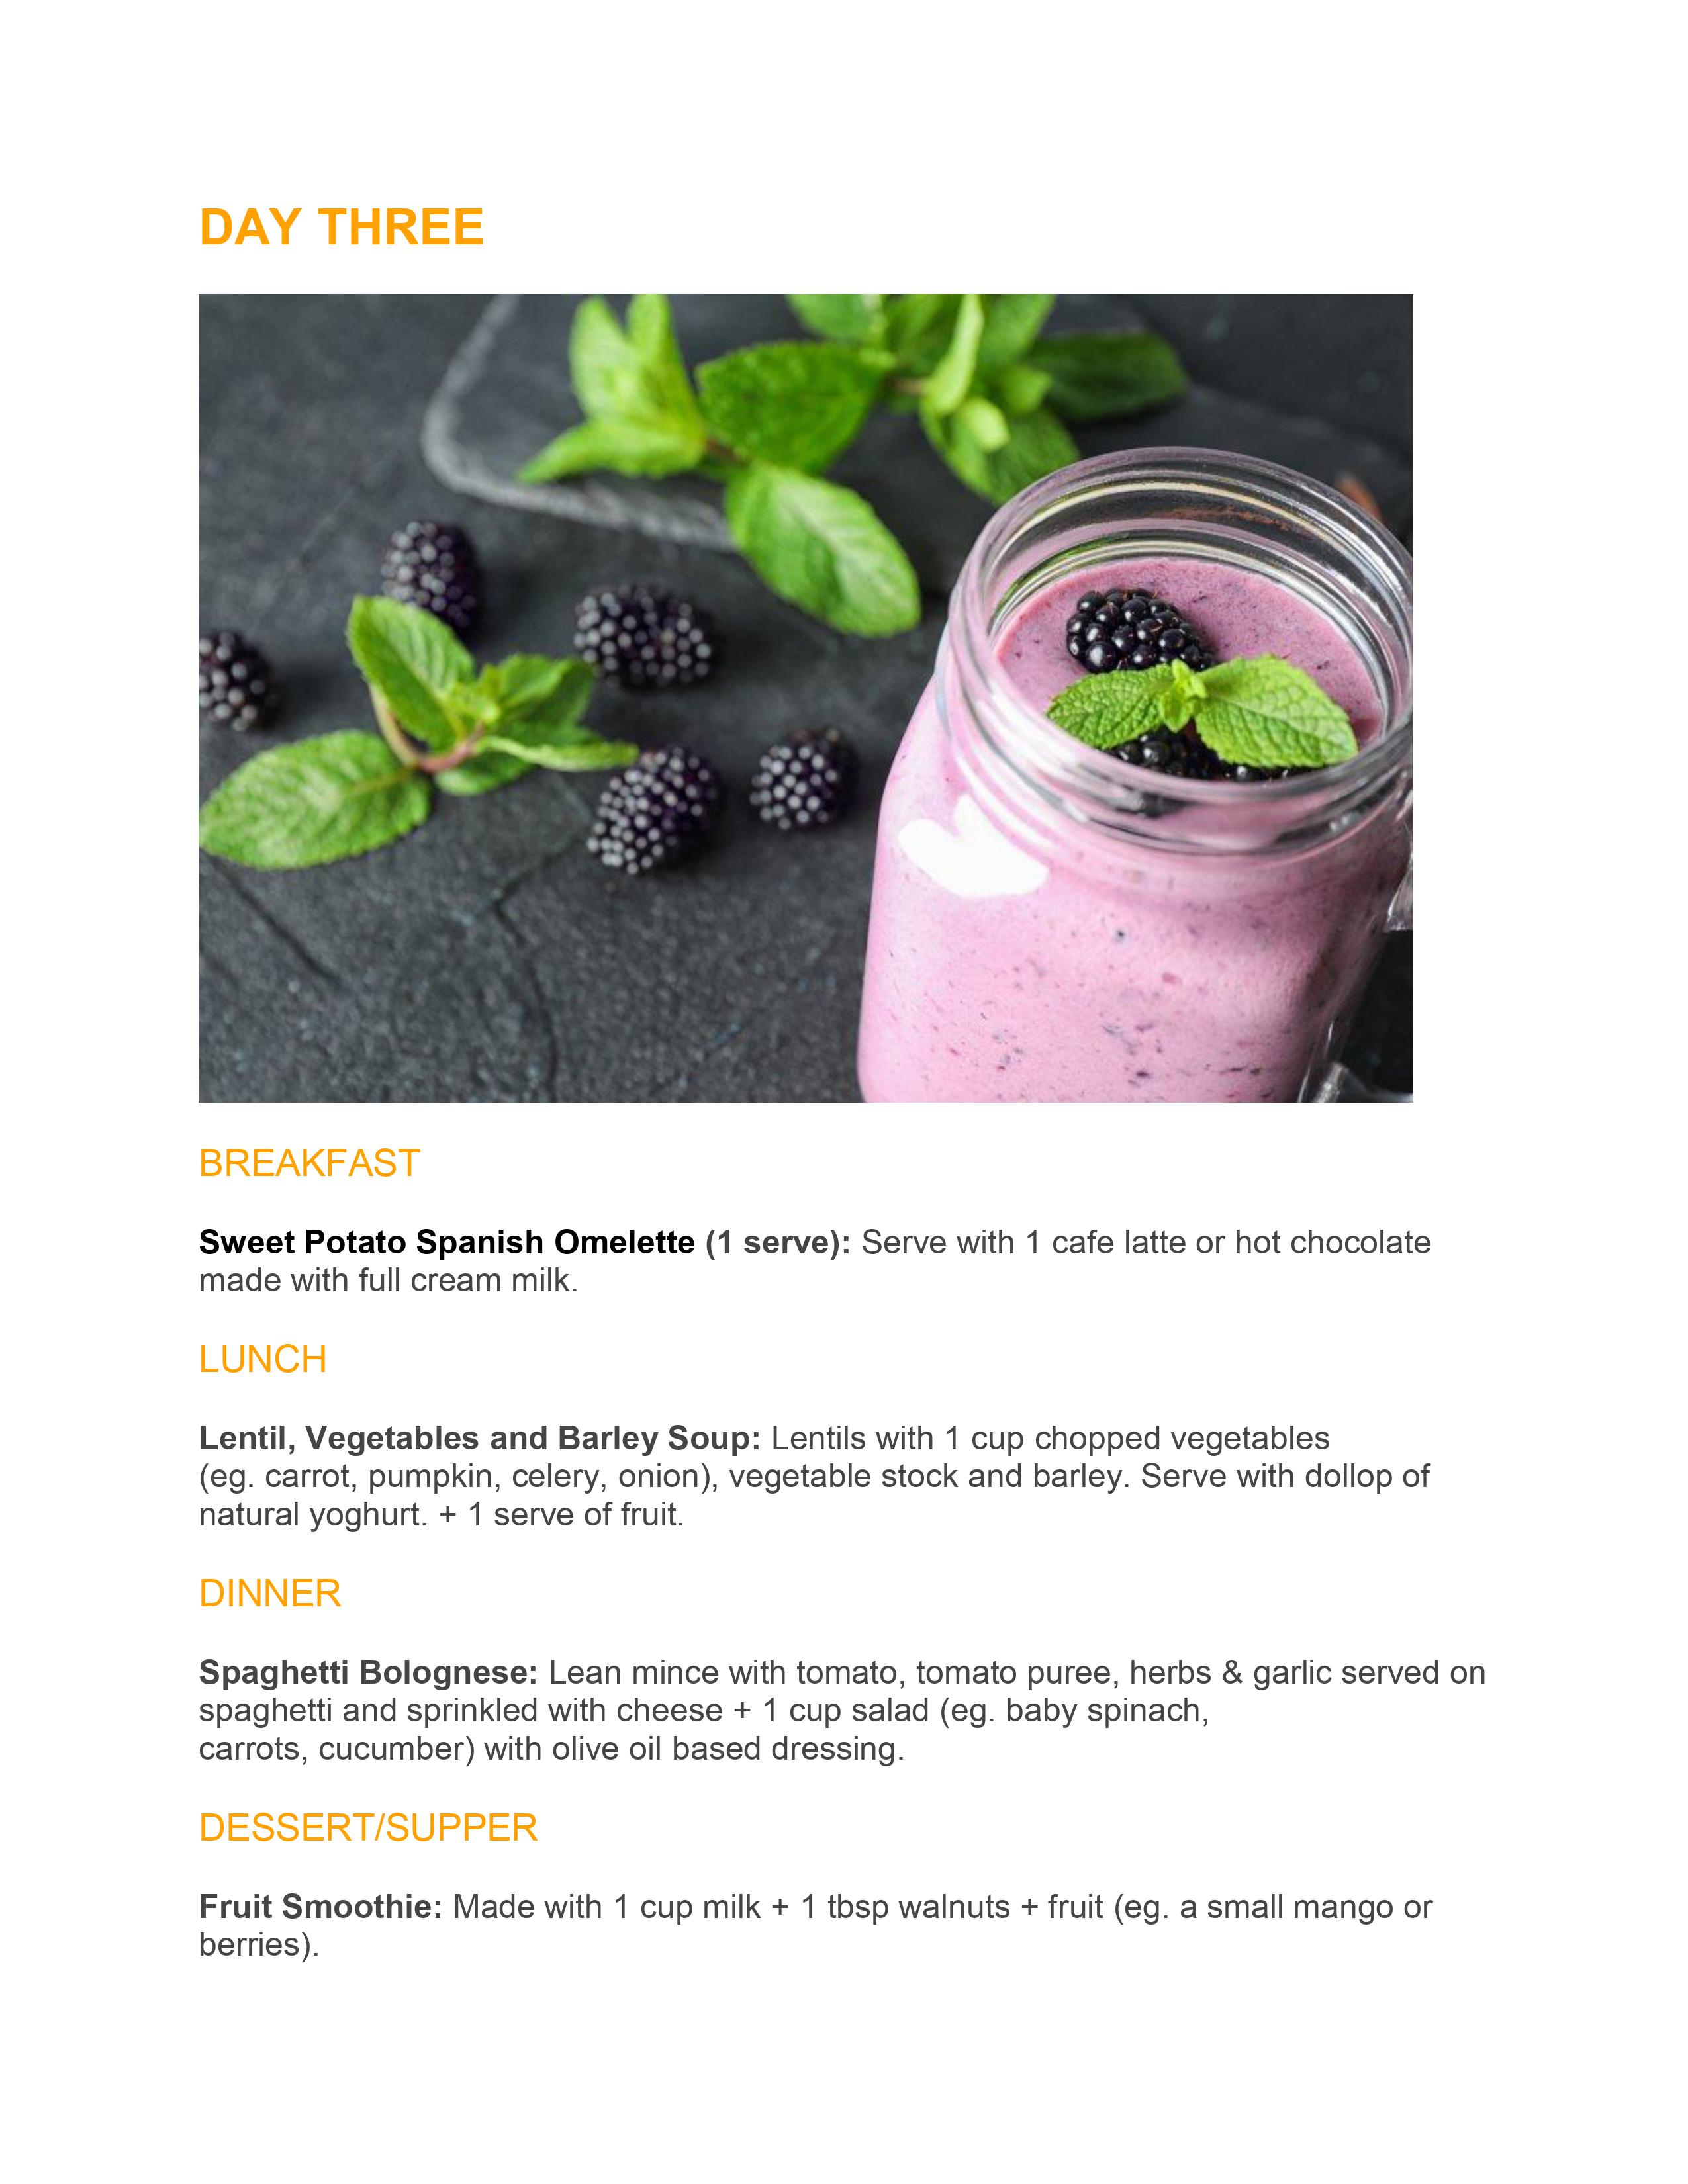 DAY THREE
BREAKFAST
Sweet Potato Spanish Omelette (1 serve): Serve with 1 cafe latte or hot chocolate
made with full cream milk.
LUNCH
Lentil, Vegetables and Barley Soup: Lentils with 1 cup chopped vegetables
(eg. carrot, pumpkin, celery, onion), vegetable stock and barley. Serve with dollop of
natural yoghurt. + 1 serve of fruit.
DINNER
Spaghetti Bolognese: Lean mince with tomato, tomato puree, herbs & garlic served on
spaghetti and sprinkled with cheese + 1 cup salad (eg. baby spinach,
carrots, cucumber) with olive oil based dressing.
DESSERT/SUPPER
Fruit Smoothie: Made with 1 cup milk + 1 tbsp walnuts + fruit (eg. a small mango or
berries).